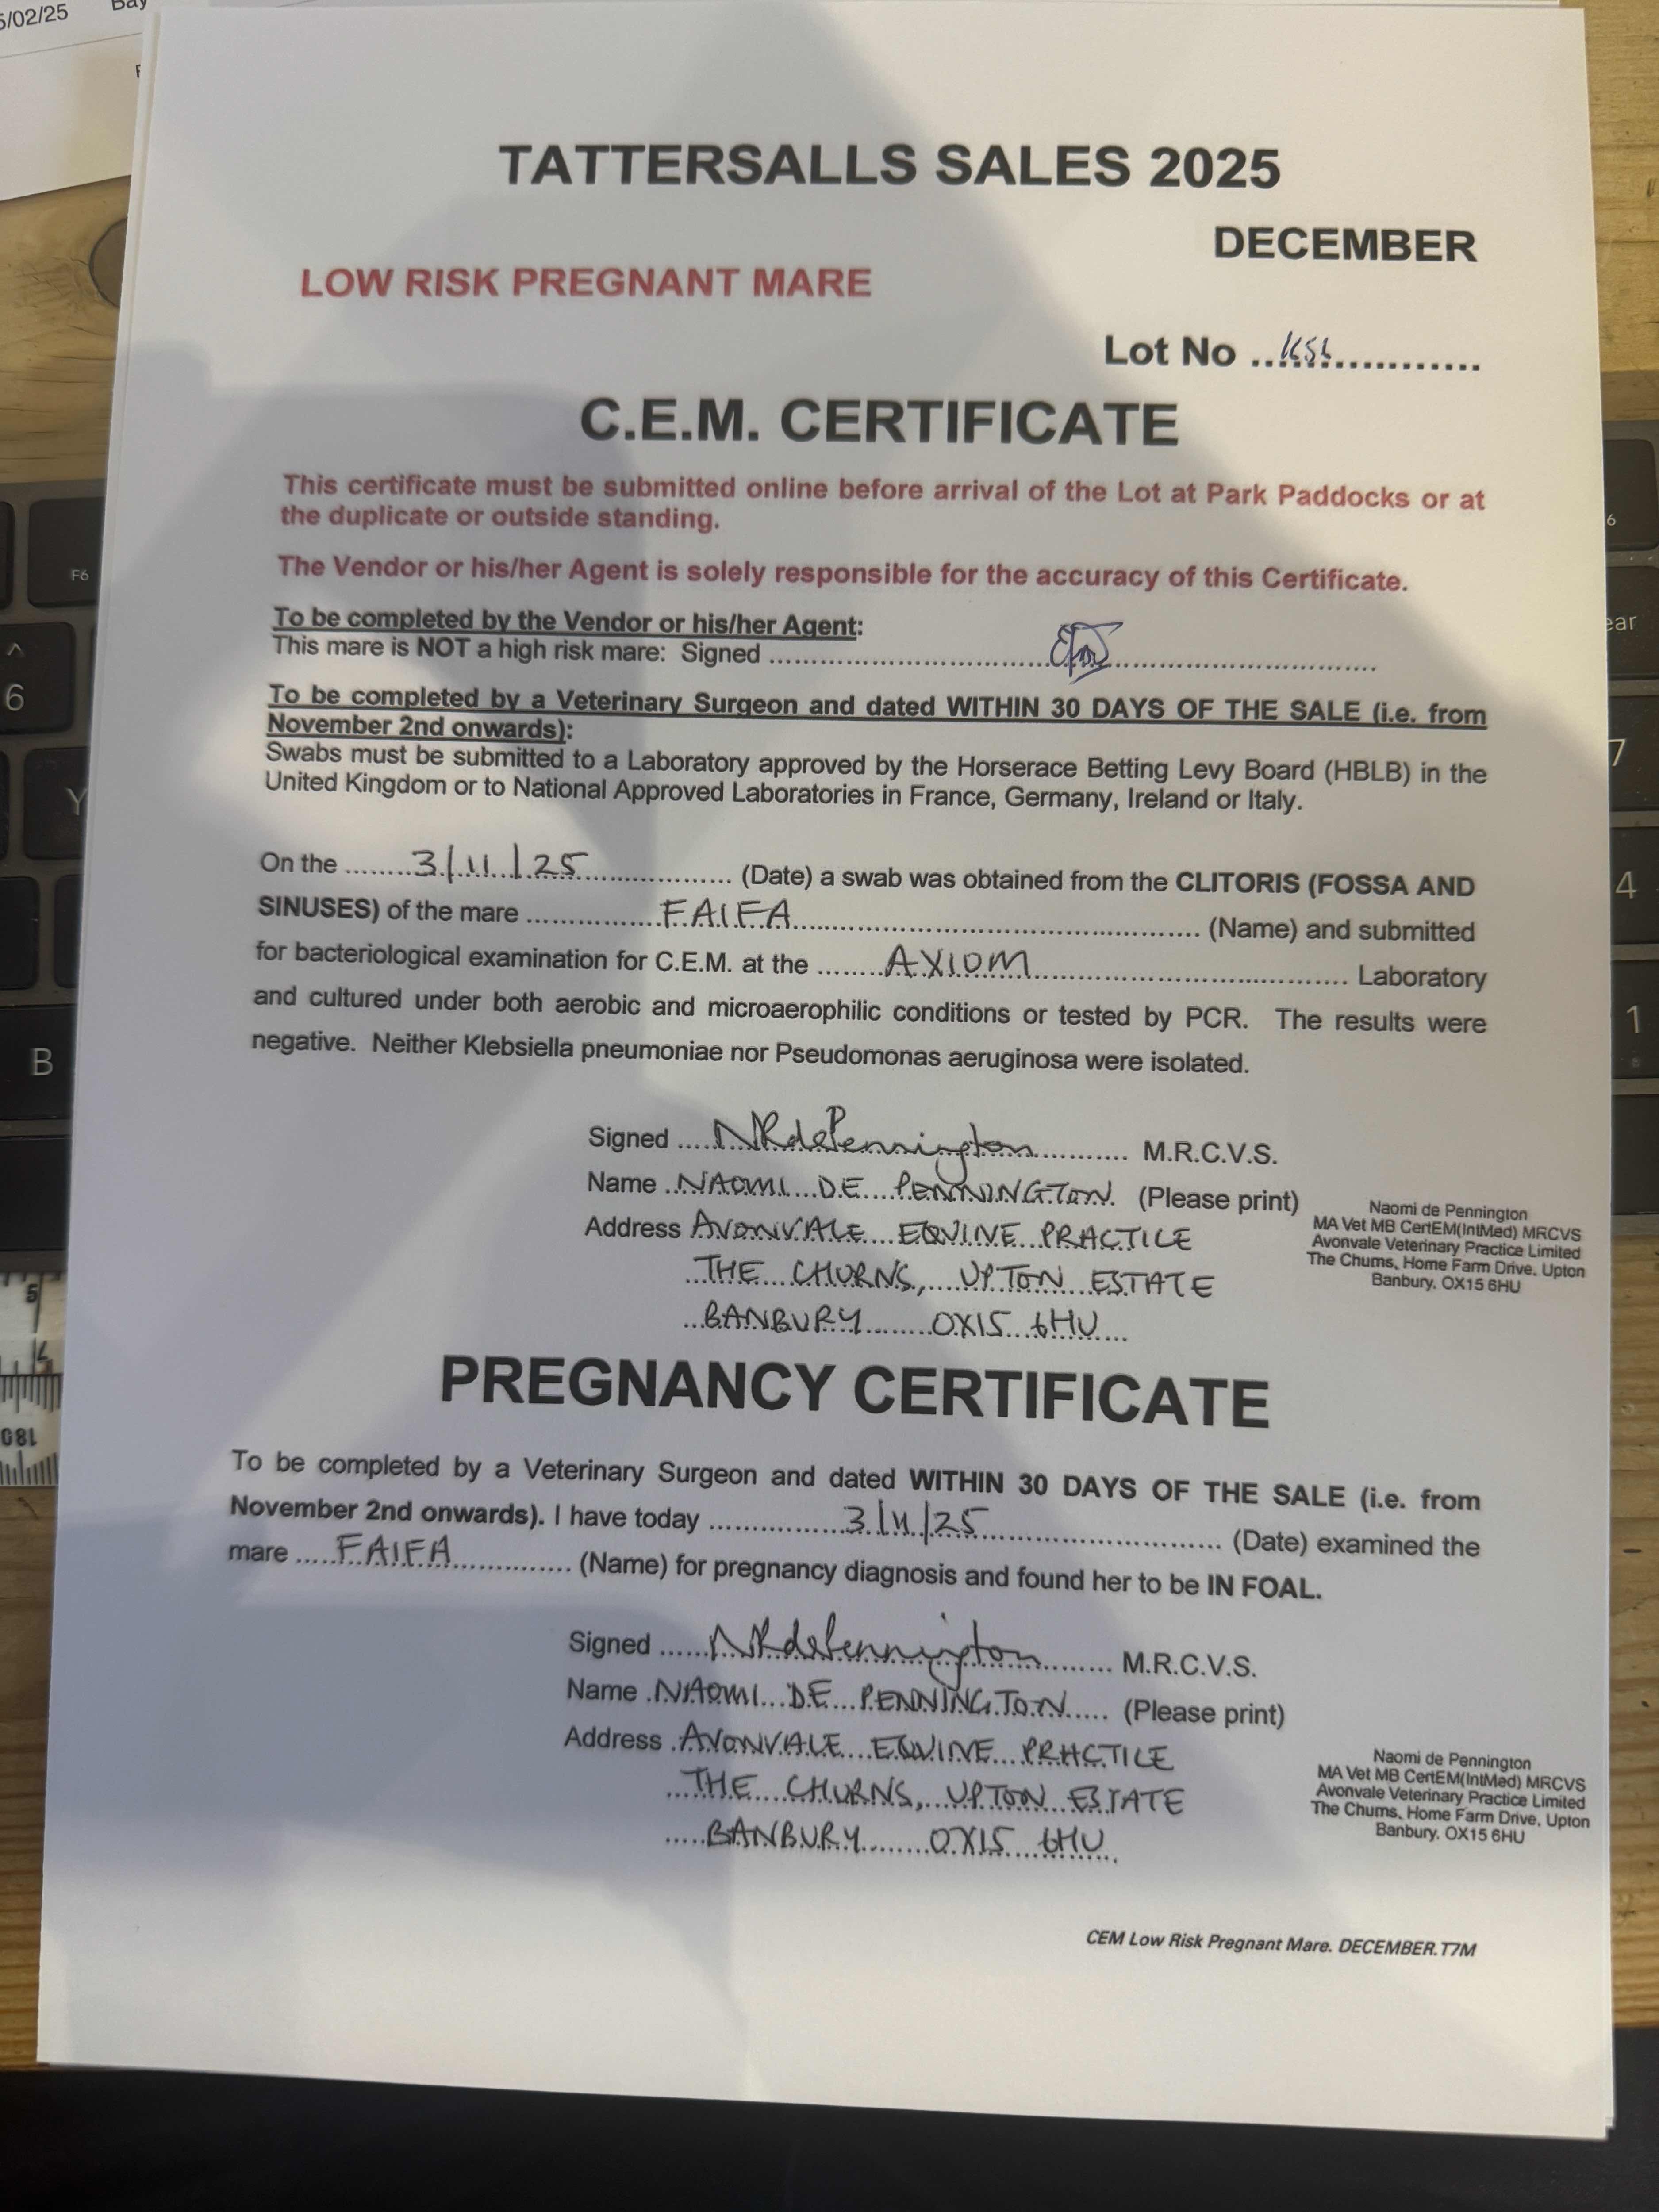 5/02/25
Bay
TATTERSALLS SALES 2025
DECEMBER
LOW RISK PREGNANT MARE
Lot No
C.E.M. CERTIFICATE
This certificate must be submitted online before arrival of the Lot at Park Paddocks or at
the duplicate or outside standing.
The Vendor or his/her Agent is solely responsible for the accuracy of this Certificate.
To be completed by the Vendor or his/her Agent:
This mare is NOT a high risk mare: Signed
To be completed by a Veterinary Surgeon and dated WITHIN 30 DAYS OF THE SALE (i.e. from
November 2nd onwards):
Swabs must be submitted to a Laboratory approved by the Horserace Betting Levy Board (HBLB) in the
United Kingdom or to National Approved Laboratories in France, Germany, Ireland or Italy.
On the 3/11/25 (Date) a swab was obtained from the CLITORIS (FOSSA AND
SINUSES) of the mare FAIFA (Name) and submitted
for bacteriological examination for C.E.M. at the AXIOM Laboratory
and cultured under both aerobic and microaerophilic conditions or tested by PCR. The results were
negative. Neither Klebsiella pneumoniae nor Pseudomonas aeruginosa were isolated.
Signed NRdePennington M.R.C.V.S.
Name NAOMI DE PENNINGTON (Please print)
Address AVONVALE EQUINE PRACTICE
THE CHURNS, UPTON ESTATE
BANBURY OX15 6HU
Naomi de Pennington
MA Vet MB CertEM(IntMed) MRCVS
Avonvale Veterinary Practice Limited
The Churns, Home Farm Drive, Upton
Banbury. OX15 6HU
PREGNANCY CERTIFICATE
To be completed by a Veterinary Surgeon and dated WITHIN 30 DAYS OF THE SALE (i.e. from
November 2nd onwards). I have today 3/11/25 (Date) examined the
mare FAIFA (Name) for pregnancy diagnosis and found her to be IN FOAL.
Signed NRdePennington M.R.C.V.S.
Name NAOMI DE PENNINGTON (Please print)
Address AVONVALE EQUINE PRACTICE
THE CHURNS, UPTON ESTATE
BANBURY OX15 6HU
Naomi de Pennington
MA Vet MB CertEM(IntMed) MRCVS
Avonvale Veterinary Practice Limited
The Churns, Home Farm Drive, Upton
Banbury. OX15 6HU
CEM Low Risk Pregnant Mare. DECEMBER.T7M
F6
6
Y
B
7
4
1
180